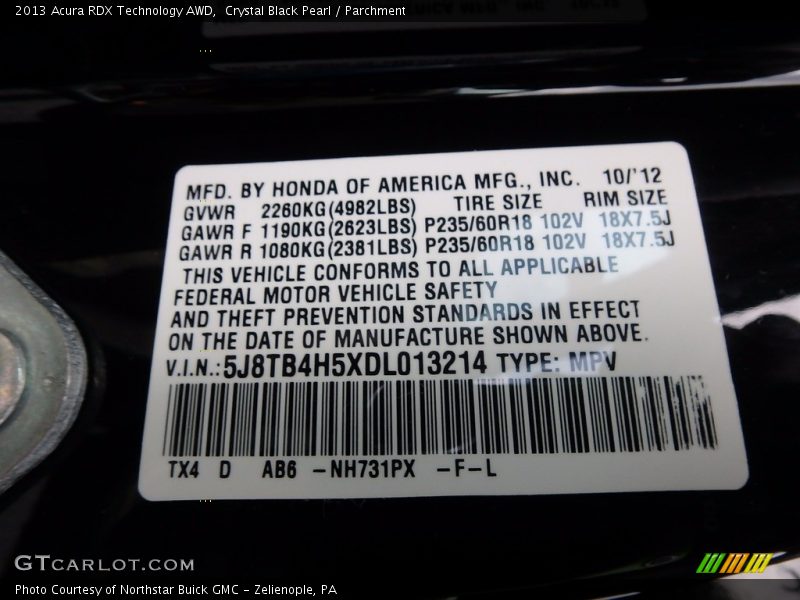 2013 Acura RDX Technology AWD,  Crystal Black Pearl / Parchment
MFD. BY HONDA OF AMERICA MFG., INC. 10/'12
GVWR 2260KG(4982LBS) TIRE SIZE RIM SIZE
GAWR F 1190KG(2623LBS) P235/60R18 102V 18X7.5J
GAWR R 1080KG(2381LBS) P235/60R18 102V 18X7.5J
THIS VEHICLE CONFORMS TO ALL APPLICABLE
FEDERAL MOTOR VEHICLE SAFETY
AND THEFT PREVENTION STANDARDS IN EFFECT
ON THE DATE OF MANUFACTURE SHOWN ABOVE.
V.I.N.:5J8TB4H5XDL013214 TYPE: MPV
TX4 D AB6 -NH731PX -F-L
GTCARLOT.COM
Photo Courtesy of Northstar Buick GMC - Zelienople, PA